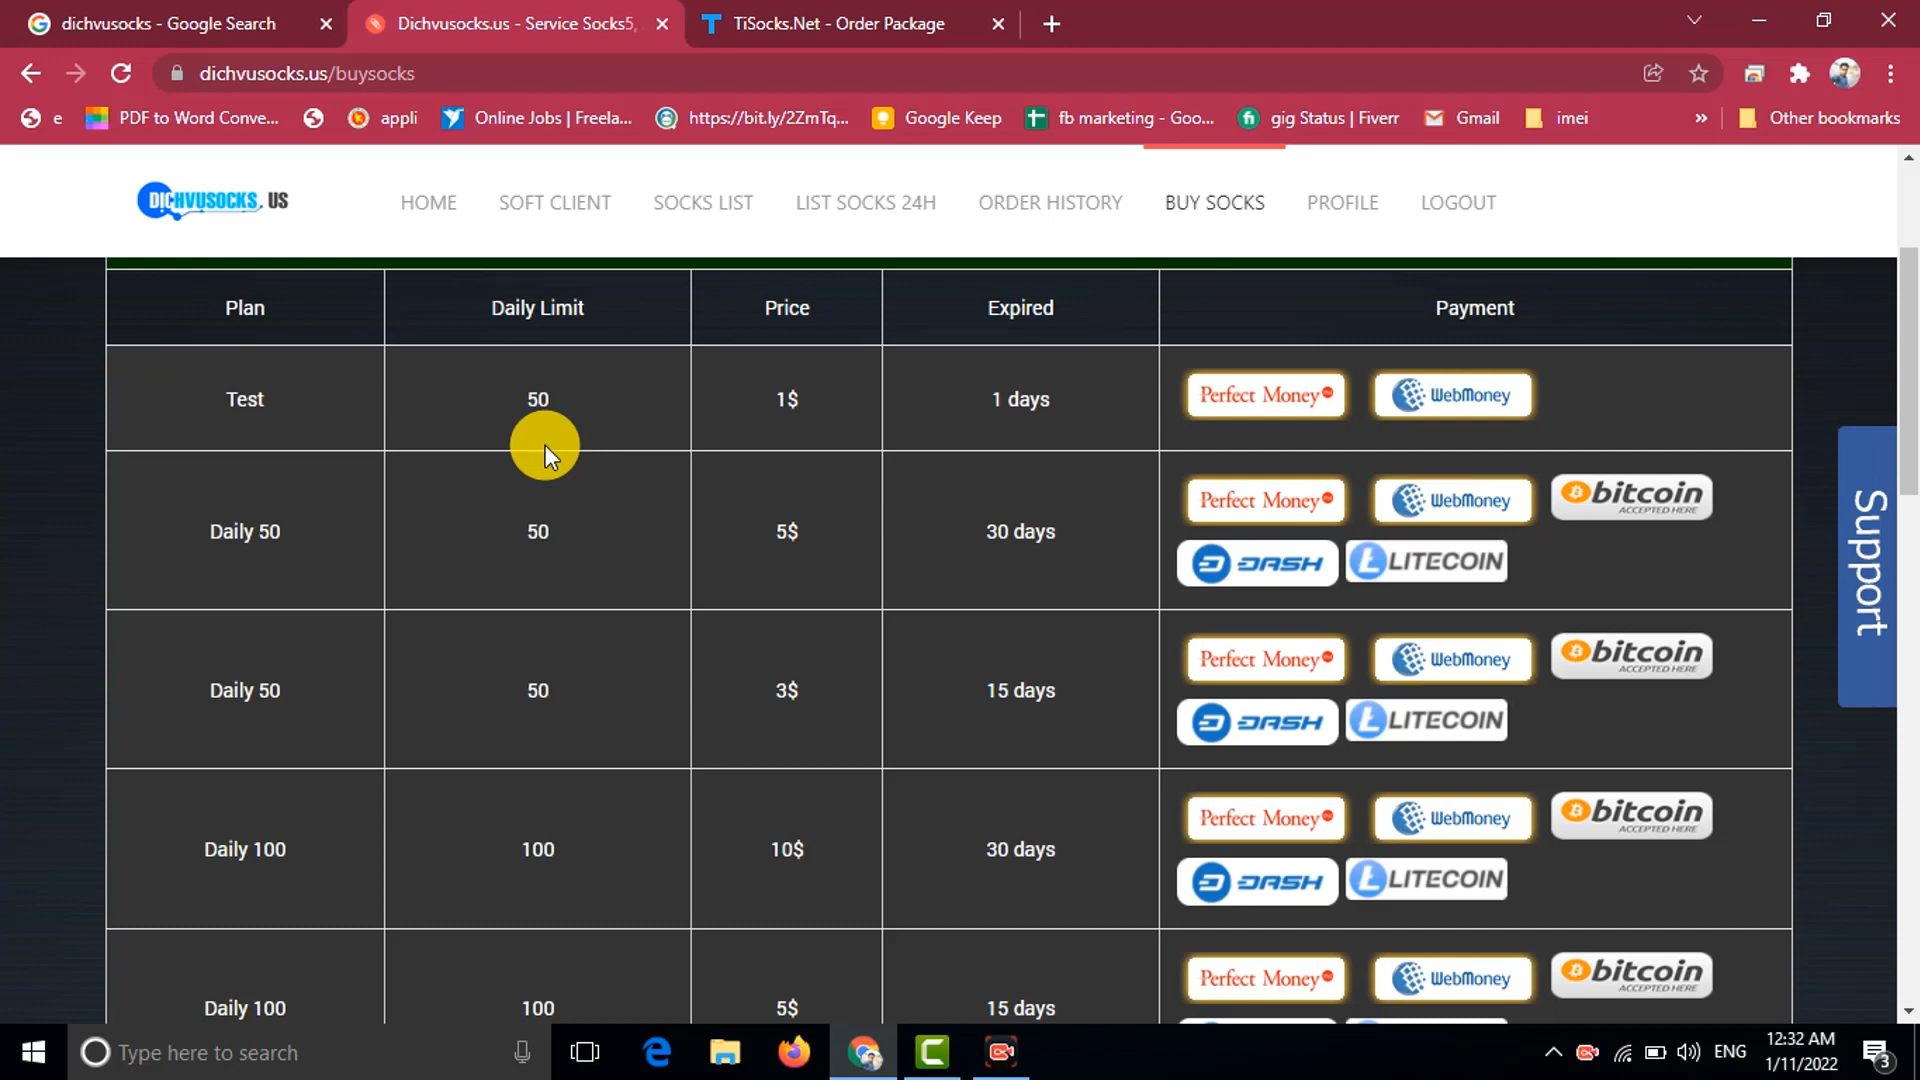 dichvusocks - Google Search
Dichvusocks.us - Service Socks5,
TiSocks.Net - Order Package
dichvusocks.us/buysocks
e
PDF to Word Conve...
appli
Online Jobs | Freela...
https://bit.ly/2ZmTq...
Google Keep
fb marketing - Goo...
gig Status | Fiverr
Gmail
imei
»
Other bookmarks
DICHVUSOCKS. US
HOME
SOFT CLIENT
SOCKS LIST
LIST SOCKS 24H
ORDER HISTORY
BUY SOCKS
PROFILE
LOGOUT
Plan
Daily Limit
Price
Expired
Payment
Test
50
1$
1 days
Perfect Money
WebMoney
Daily 50
50
5$
30 days
Perfect Money
WebMoney
bitcoin
ACCEPTED HERE
DASH
LITECOIN
Daily 50
50
3$
15 days
Perfect Money
WebMoney
bitcoin
ACCEPTED HERE
DASH
LITECOIN
Daily 100
100
10$
30 days
Perfect Money
WebMoney
bitcoin
ACCEPTED HERE
DASH
LITECOIN
Daily 100
100
5$
15 days
Perfect Money
WebMoney
bitcoin
ACCEPTED HERE
Support
Type here to search
ENG
12:32 AM
1/11/2022
3